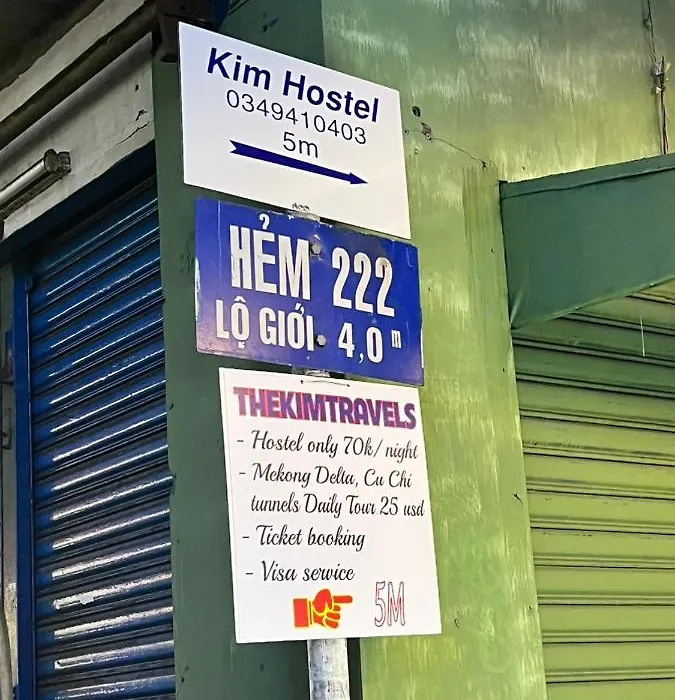 Kim Hostel
0349410403
5m
HẺM 222
LỘ GIỚI 4,0 m
THEKIMTRAVELS
- Hostel only 70k/ night
- Mekong Delta, Cu Chi
tunnels Daily Tour 25 usd
- Ticket booking
- Visa service
5M